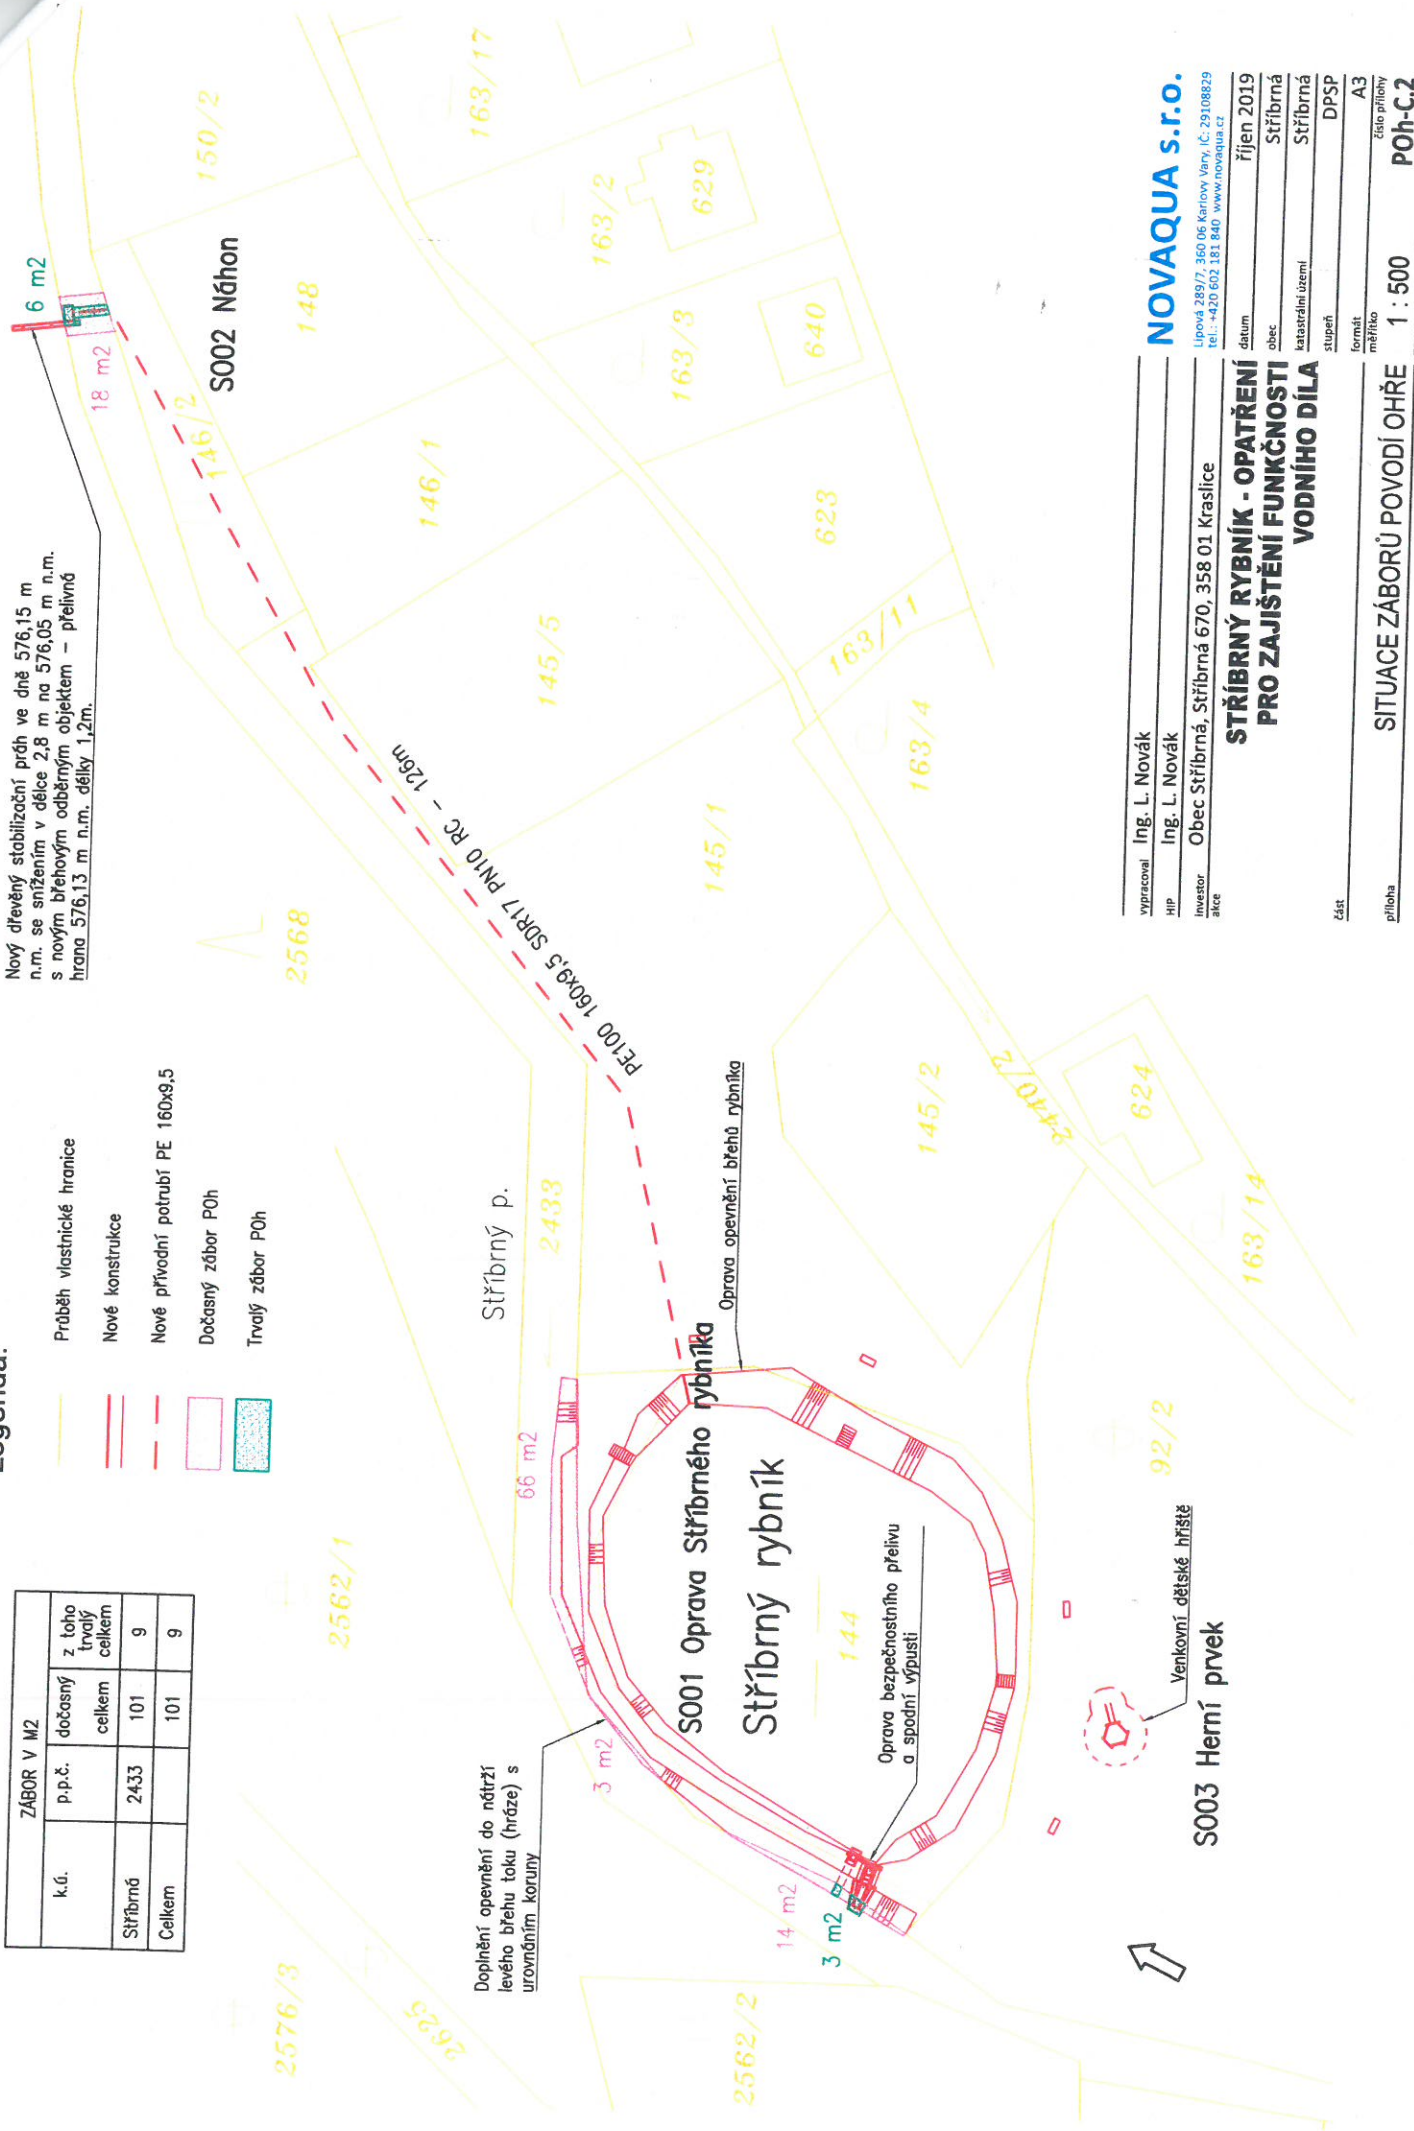 Legenda:
Průběh vlastnické hranice
Nové konstrukce
Nové přívodní potrubí PE 160x9,5
Dočasný zábor POh
Trvalý zábor POh
ZÁBOR V M2
k.ú.
p.p.č.
dočasný
celkem
z toho
trvalý
celkem
Stříbrná 2433 101 9
Celkem 101 9
Nový dřevěný stabilizační práh ve dně 576,15 m
n.m. se snížením v délce 2,8 m na 576,05 m n.m.
s novým břehovým odběrným objektem – přelivná
hrana 576,13 m n.m. délky 1,2m.
6 m2
18 m2
SO02 Náhon
150/2
163/17
148
163/2
629
146/2
163/3
640
146/1
623
145/5
163/11
163/4
145/1
2568
PE100 160x9,5 SDR17 PN10 RC – 126m
Stříbrný p.
2433
145/2
2440/2
624
163/14
Oprava opevnění břehů rybníka
66 m2
SO01 Oprava Stříbrného rybníka
Stříbrný rybník
144
92/2
2562/1
Oprava bezpečnostního přelivu
a spodní výpusti
Venkovní dětské hřiště
SO03 Herní prvek
Doplnění opevnění do nátrží
levého břehu toku (hráze) s
urovnáním koruny
3 m2
14 m2
3 m2
2576/3
2625
2562/2
vypracoval Ing. L. Novák
HIP Ing. L. Novák
NOVAQUA s.r.o.
Lipová 289/7, 360 06 Karlovy Vary, IČ: 29108829
tel.: +420 602 181 840 www.novaqua.cz
investor Obec Stříbrná, Stříbrná 670, 358 01 Kraslice
akce
STŘÍBRNÝ RYBNÍK - OPATŘENÍ
PRO ZAJIŠTĚNÍ FUNKČNOSTI
VODNÍHO DÍLA
datum říjen 2019
obec Stříbrná
katastrální území Stříbrná
stupeň DPSP
část
formát A3
měřítko 1 : 500
číslo přílohy POh-C.2
příloha SITUACE ZÁBORŮ POVODÍ OHŘE